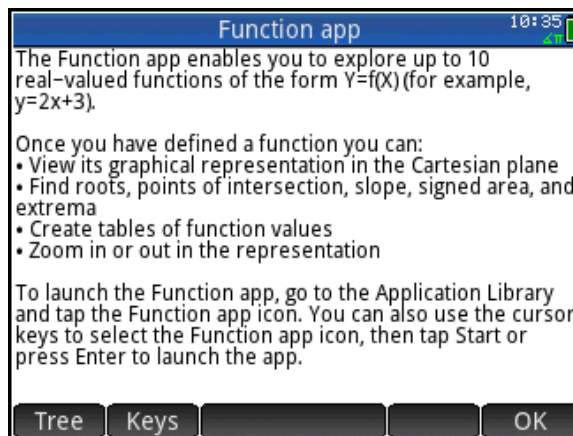 Function app
10:35
∡π
The Function app enables you to explore up to 10
real-valued functions of the form Y=f(X) (for example,
y=2x+3).
Once you have defined a function you can:
• View its graphical representation in the Cartesian plane
• Find roots, points of intersection, slope, signed area, and
extrema
• Create tables of function values
• Zoom in or out in the representation
To launch the Function app, go to the Application Library
and tap the Function app icon. You can also use the cursor
keys to select the Function app icon, then tap Start or
press Enter to launch the app.
Tree Keys OK